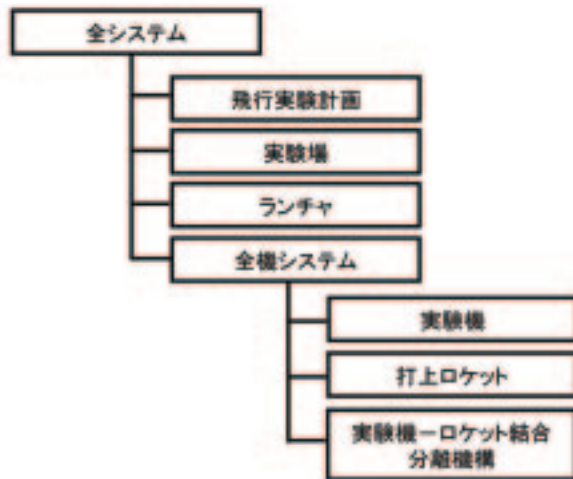 全システム
飛行実験計画
実験場
ランチャ
全機システム
実験機
打上ロケット
実験機－ロケット結合
分離機構